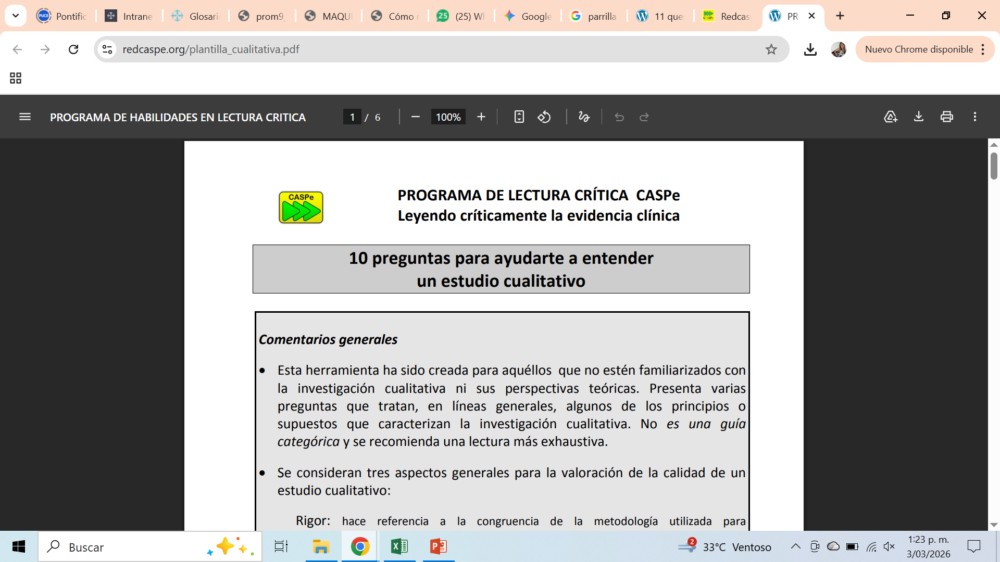 Pontific
Intrane
Glosari
prom9_
MAQUI
Cómo r
(25) Wh
Google
parrilla
11 ques
Redcas
PR
redcaspe.org/plantilla_cualitativa.pdf
Nuevo Chrome disponible
PROGRAMA DE HABILIDADES EN LECTURA CRITICA
1 / 6
100%
CASPe
PROGRAMA DE LECTURA CRÍTICA CASPe
Leyendo críticamente la evidencia clínica
10 preguntas para ayudarte a entender
un estudio cualitativo
Comentarios generales
• Esta herramienta ha sido creada para aquéllos que no estén familiarizados con
la investigación cualitativa ni sus perspectivas teóricas. Presenta varias
preguntas que tratan, en líneas generales, algunos de los principios o
supuestos que caracterizan la investigación cualitativa. No es una guía
categórica y se recomienda una lectura más exhaustiva.
• Se consideran tres aspectos generales para la valoración de la calidad de un
estudio cualitativo:
Rigor: hace referencia a la congruencia de la metodología utilizada para
Buscar
2
33°C Ventoso
1:23 p. m.
3/03/2026